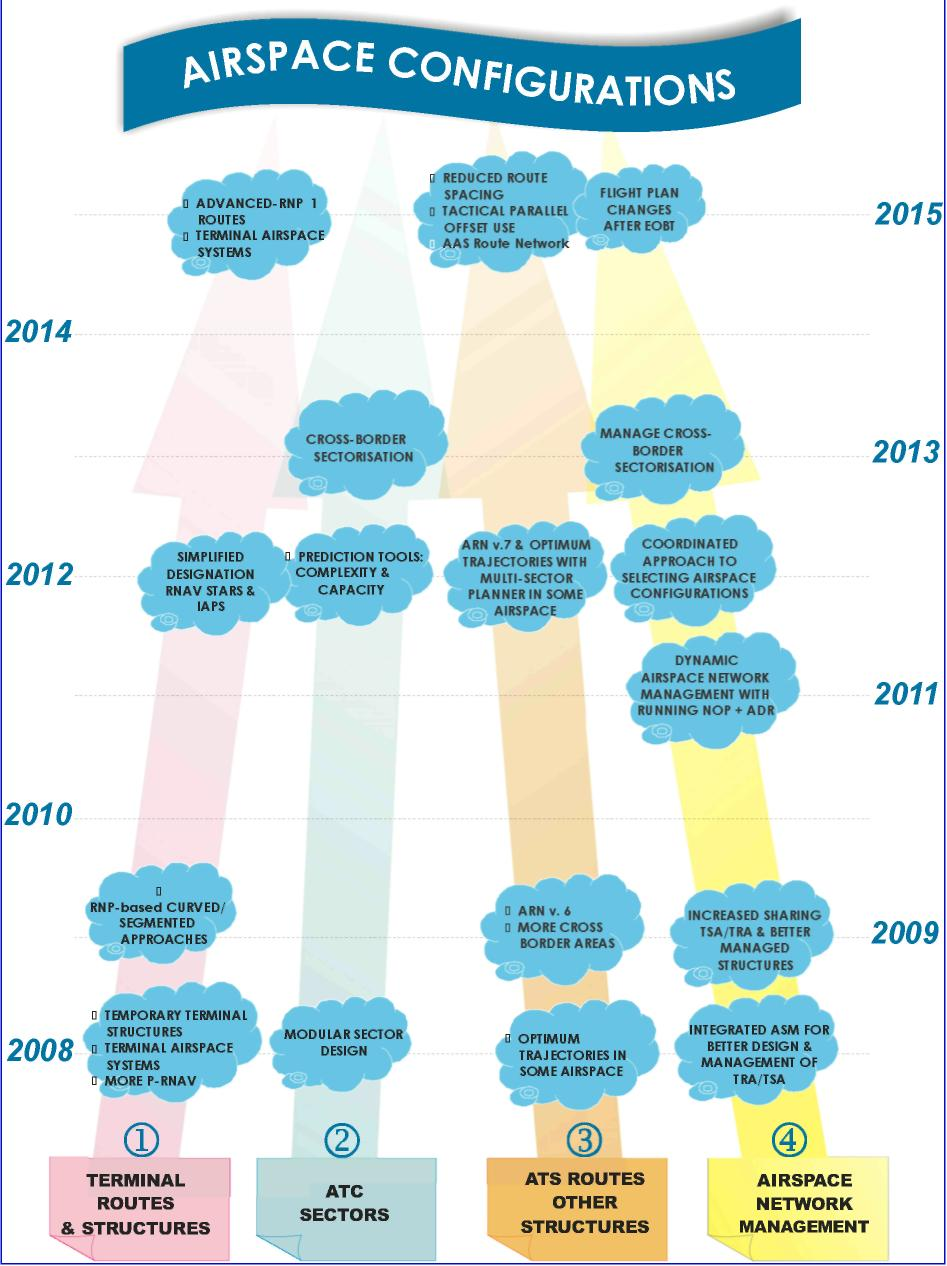 AIRSPACE CONFIGURATIONS
ADVANCED-RNP 1
ROUTES
TERMINAL AIRSPACE
SYSTEMS
REDUCED ROUTE
SPACING
TACTICAL PARALLEL
OFFSET USE
AAS Route Network
FLIGHT PLAN
CHANGES
AFTER EOBT
2015
2014
CROSS-BORDER
SECTORISATION
MANAGE CROSS-
BORDER
SECTORISATION
2013
2012
SIMPLIFIED
DESIGNATION
RNAV STARS &
IAPS
PREDICTION TOOLS:
COMPLEXITY &
CAPACITY
ARN v.7 & OPTIMUM
TRAJECTORIES WITH
MULTI-SECTOR
PLANNER IN SOME
AIRSPACE
COORDINATED
APPROACH TO
SELECTING AIRSPACE
CONFIGURATIONS
DYNAMIC
AIRSPACE NETWORK
MANAGEMENT WITH
RUNNING NOP + ADR
2011
2010
RNP-based CURVED/
SEGMENTED
APPROACHES
ARN v. 6
MORE CROSS
BORDER AREAS
INCREASED SHARING
TSA/TRA & BETTER
MANAGED
STRUCTURES
2009
2008
TEMPORARY TERMINAL
STRUCTURES
TERMINAL AIRSPACE
SYSTEMS
MORE P-RNAV
MODULAR SECTOR
DESIGN
OPTIMUM
TRAJECTORIES IN
SOME AIRSPACE
INTEGRATED ASM FOR
BETTER DESIGN &
MANAGEMENT OF
TRA/TSA
①
TERMINAL
ROUTES
& STRUCTURES
②
ATC
SECTORS
③
ATS ROUTES
OTHER
STRUCTURES
④
AIRSPACE
NETWORK
MANAGEMENT